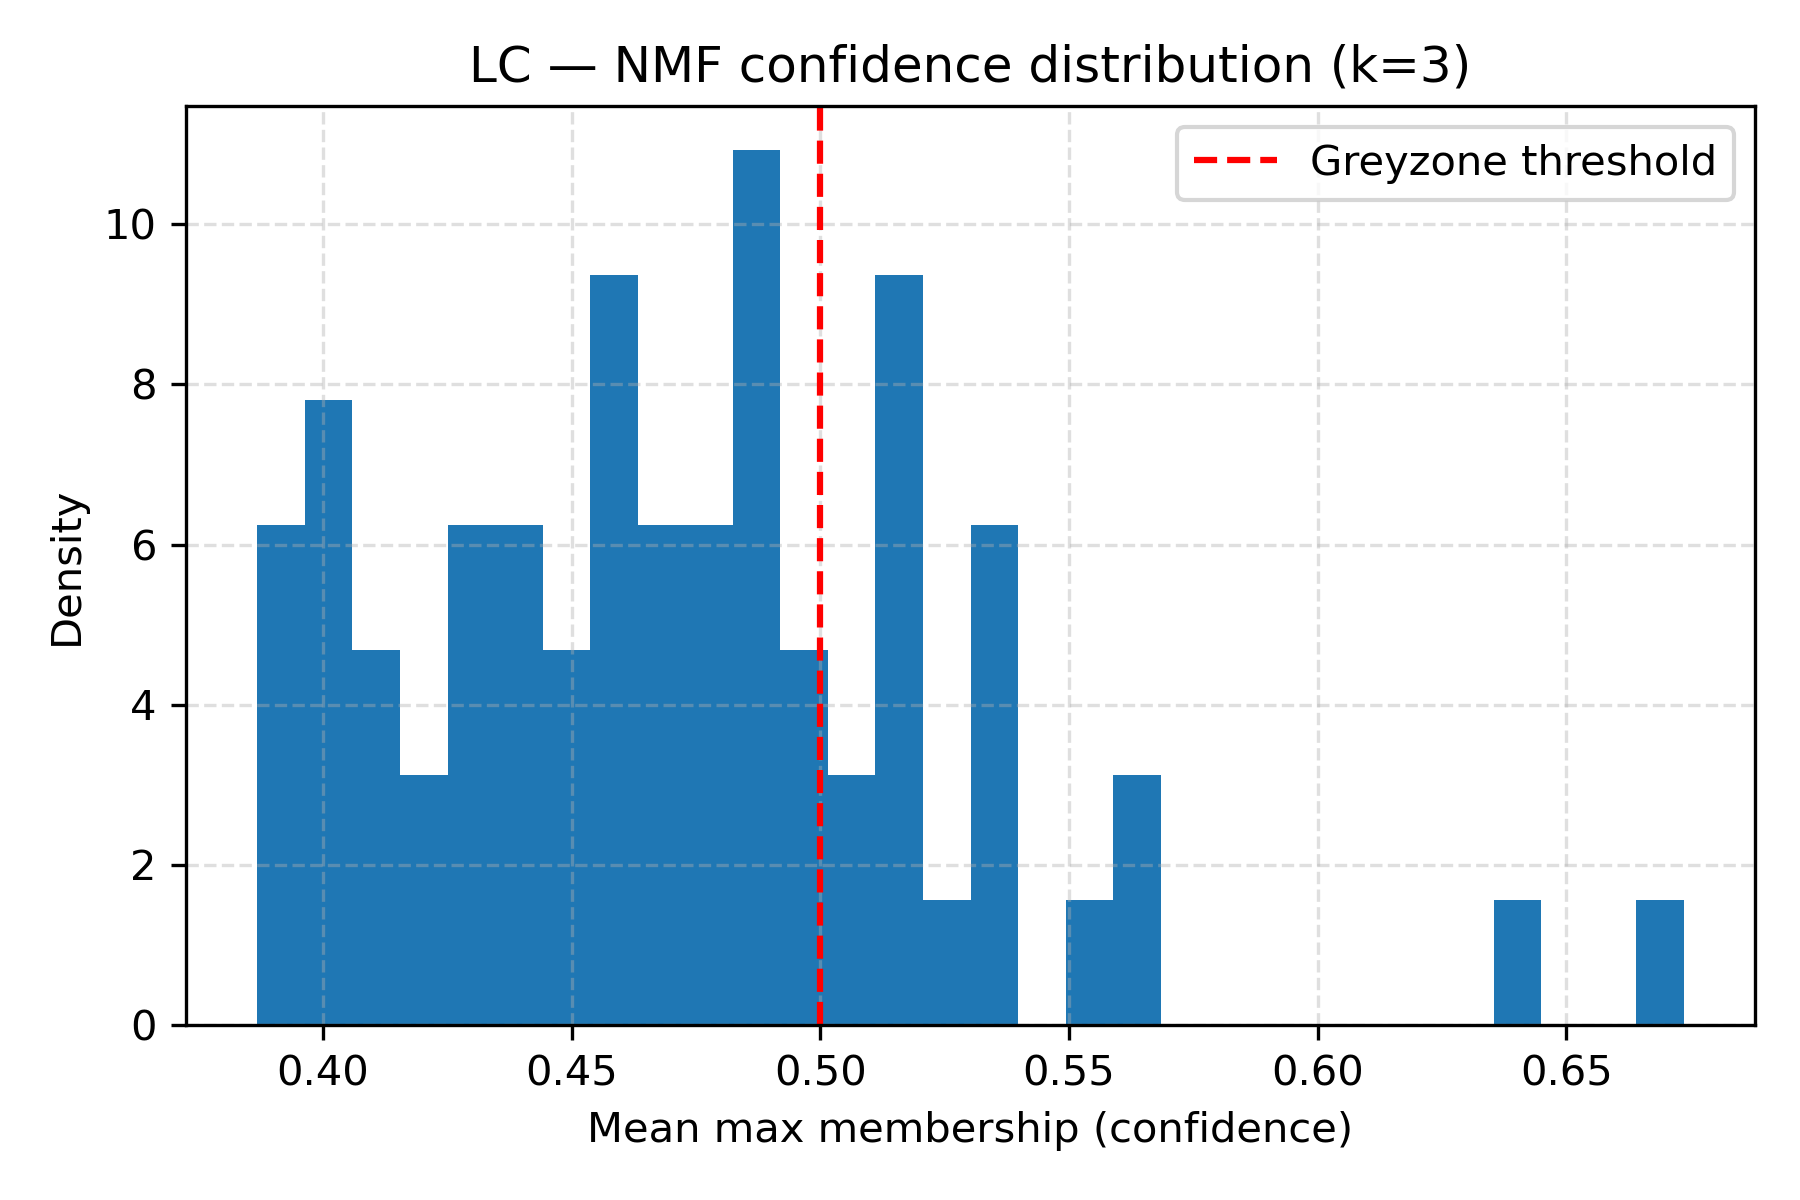 LC — NMF confidence distribution (k=3)
Greyzone threshold
Density
10
8
6
4
2
0
0.40 0.45 0.50 0.55 0.60 0.65
Mean max membership (confidence)